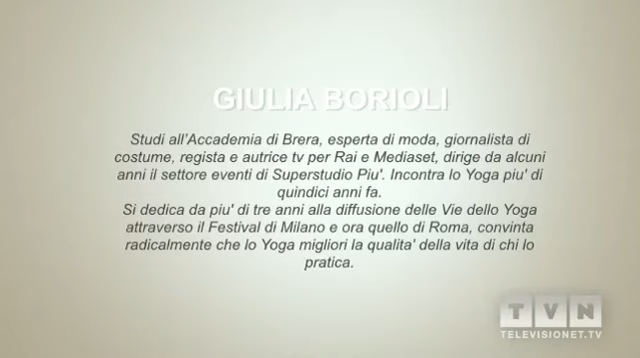 GIULIA BORIOLI
Studi all'Accademia di Brera, esperta di moda, giornalista di
costume, regista e autrice tv per Rai e Mediaset, dirige da alcuni
anni il settore eventi di Superstudio Piu'. Incontra lo Yoga piu' di
quindici anni fa.
Si dedica da piu' di tre anni alla diffusione delle Vie dello Yoga
attraverso il Festival di Milano e ora quello di Roma, convinta
radicalmente che lo Yoga migliori la qualita' della vita di chi lo
pratica.
TVN
TELEVISIONET.TV